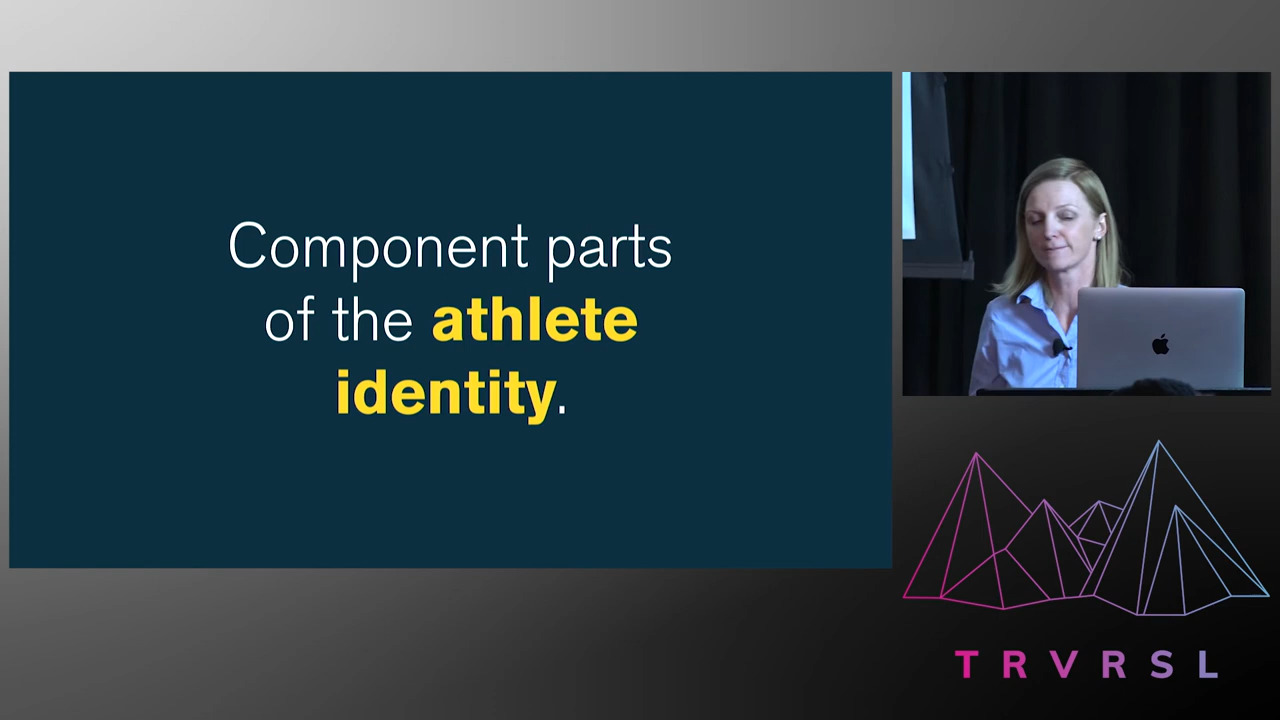 Component parts
of the athlete
identity.
TRVRSL